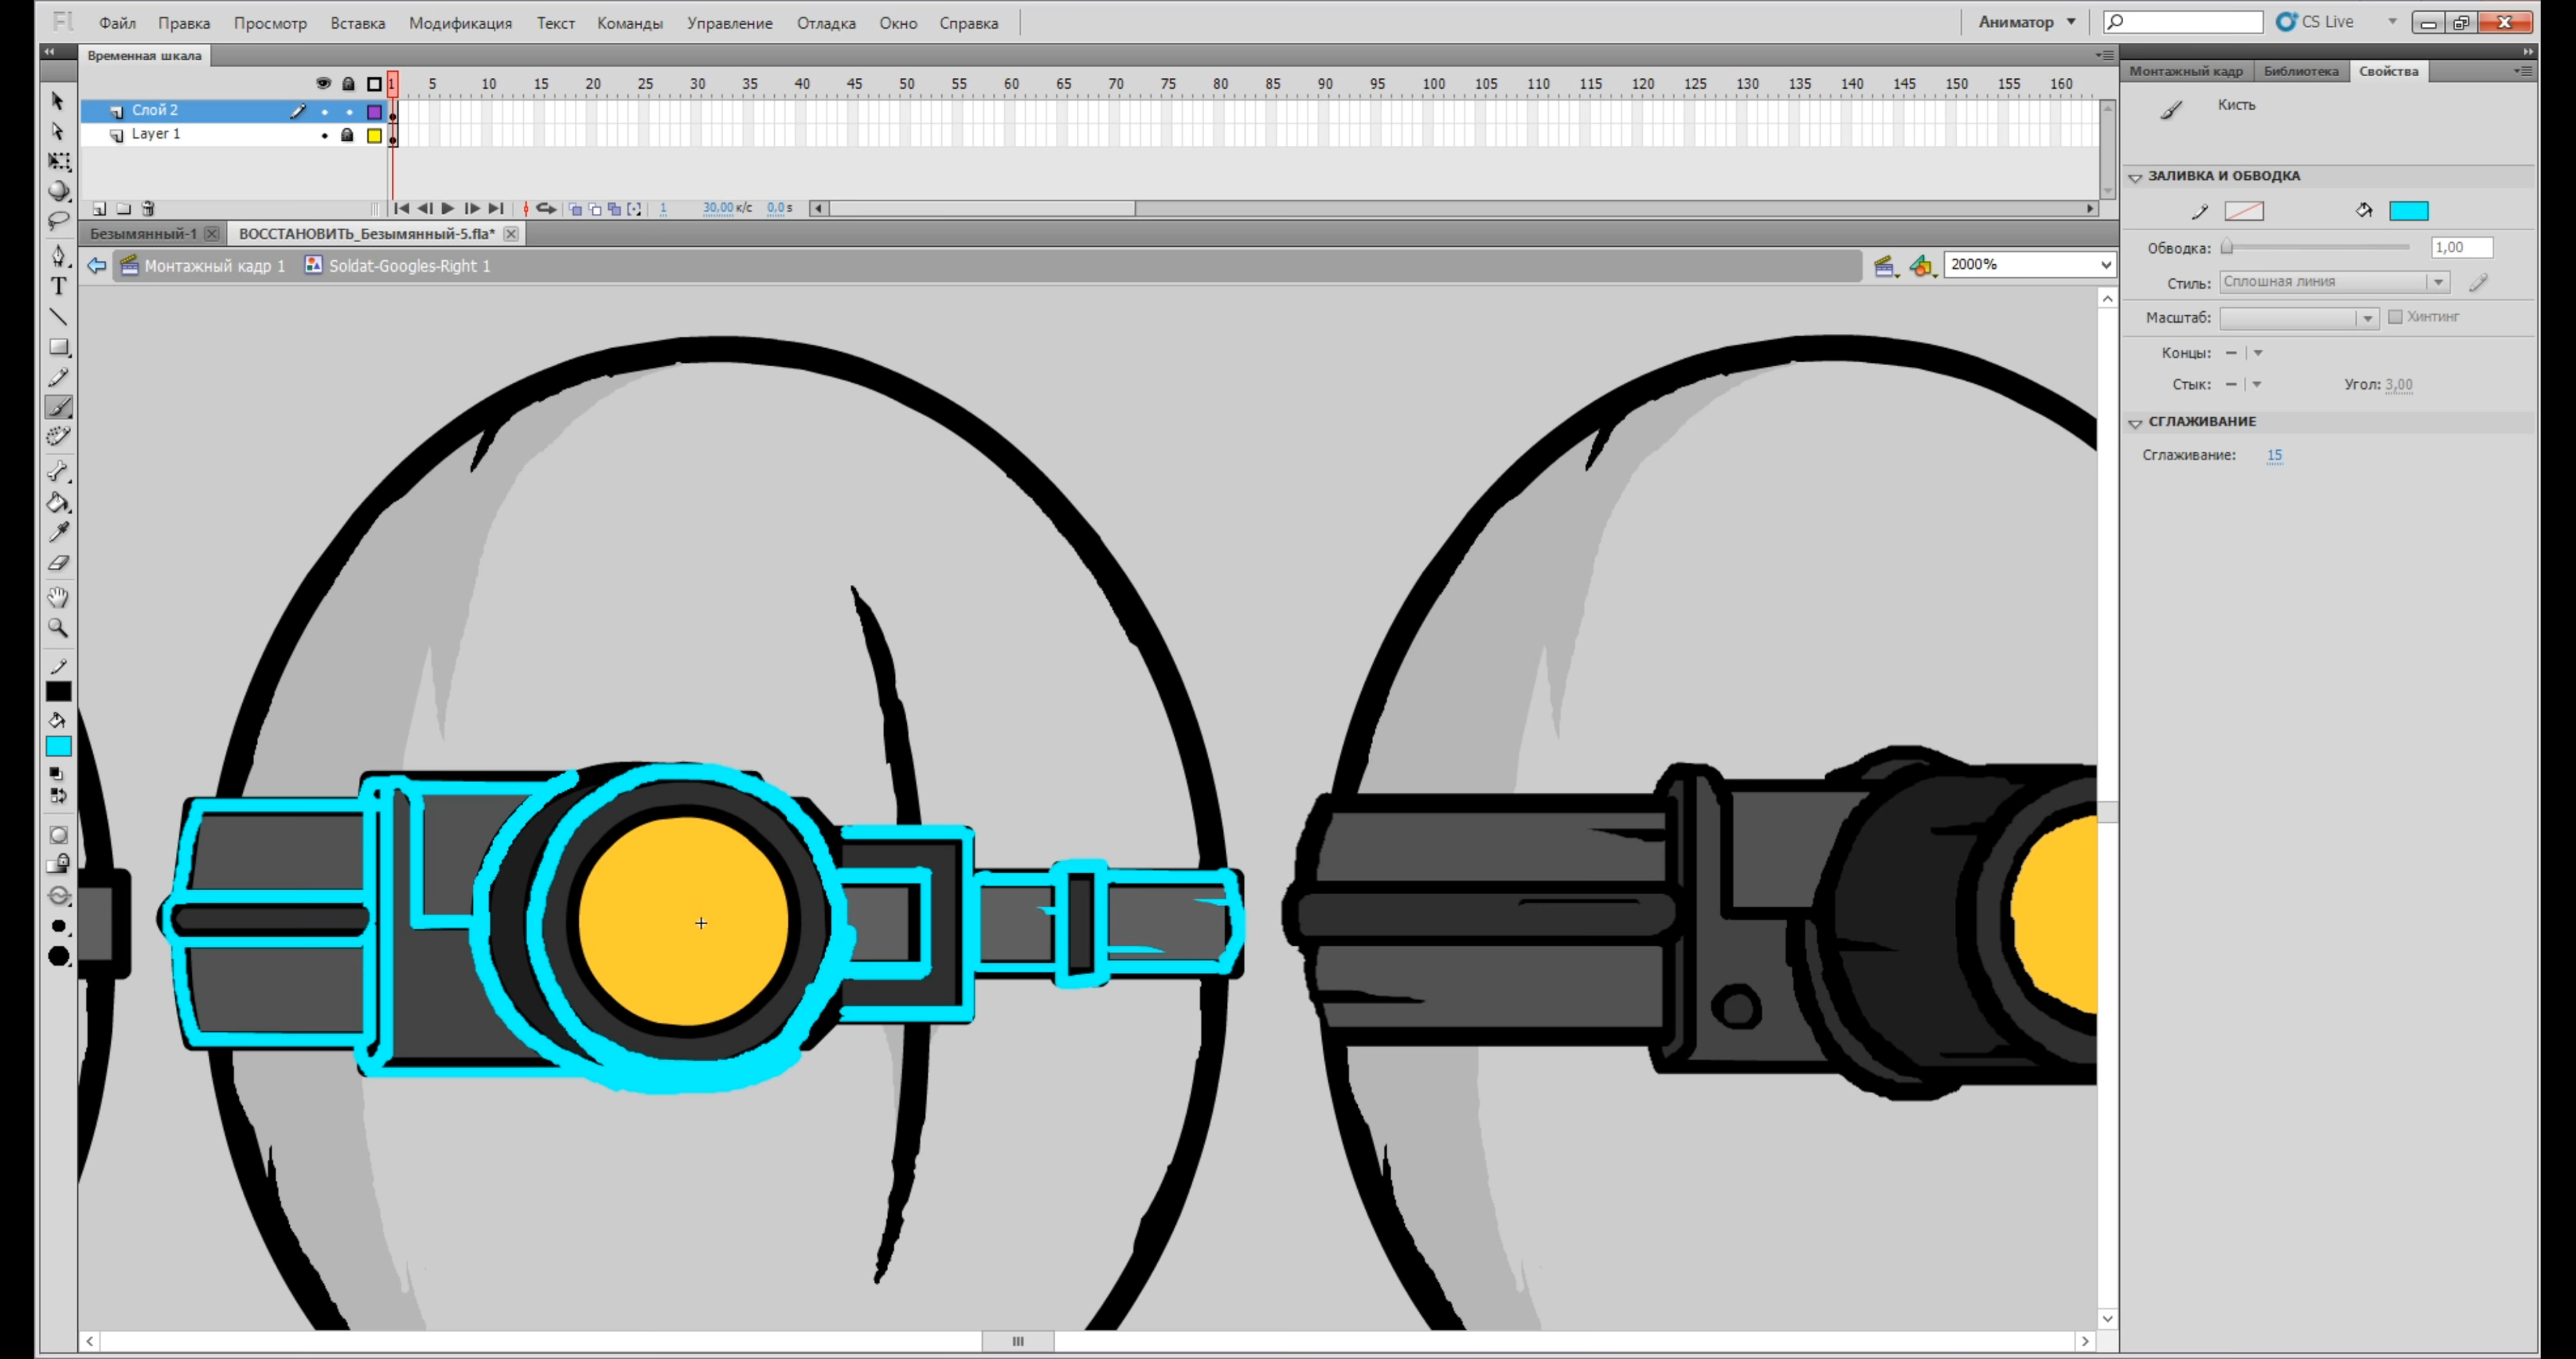 Fl Файл Правка Просмотр Вставка Модификация Текст Команды Управление Отладка Окно Справка Аниматор CS Live
Временная шкала
1 5 10 15 20 25 30 35 40 45 50 55 60 65 70 75 80 85 90 95 100 105 110 115 120 125 130 135 140 145 150 155 160
Слой 2
Layer 1
1 30,00 к/с 0,0 s
Безымянный-1 ВОССТАНОВИТЬ_Безымянный-5.fla*
Монтажный кадр 1 Soldat-Googles-Right 1 2000%
T
Монтажный кадр Библиотека Свойства
Кисть
ЗАЛИВКА И ОБВОДКА
Обводка: 1,00
Стиль: Сплошная линия
Масштаб: Хинтинг
Концы:
Стык: Угол: 3,00
СГЛАЖИВАНИЕ
Сглаживание: 15